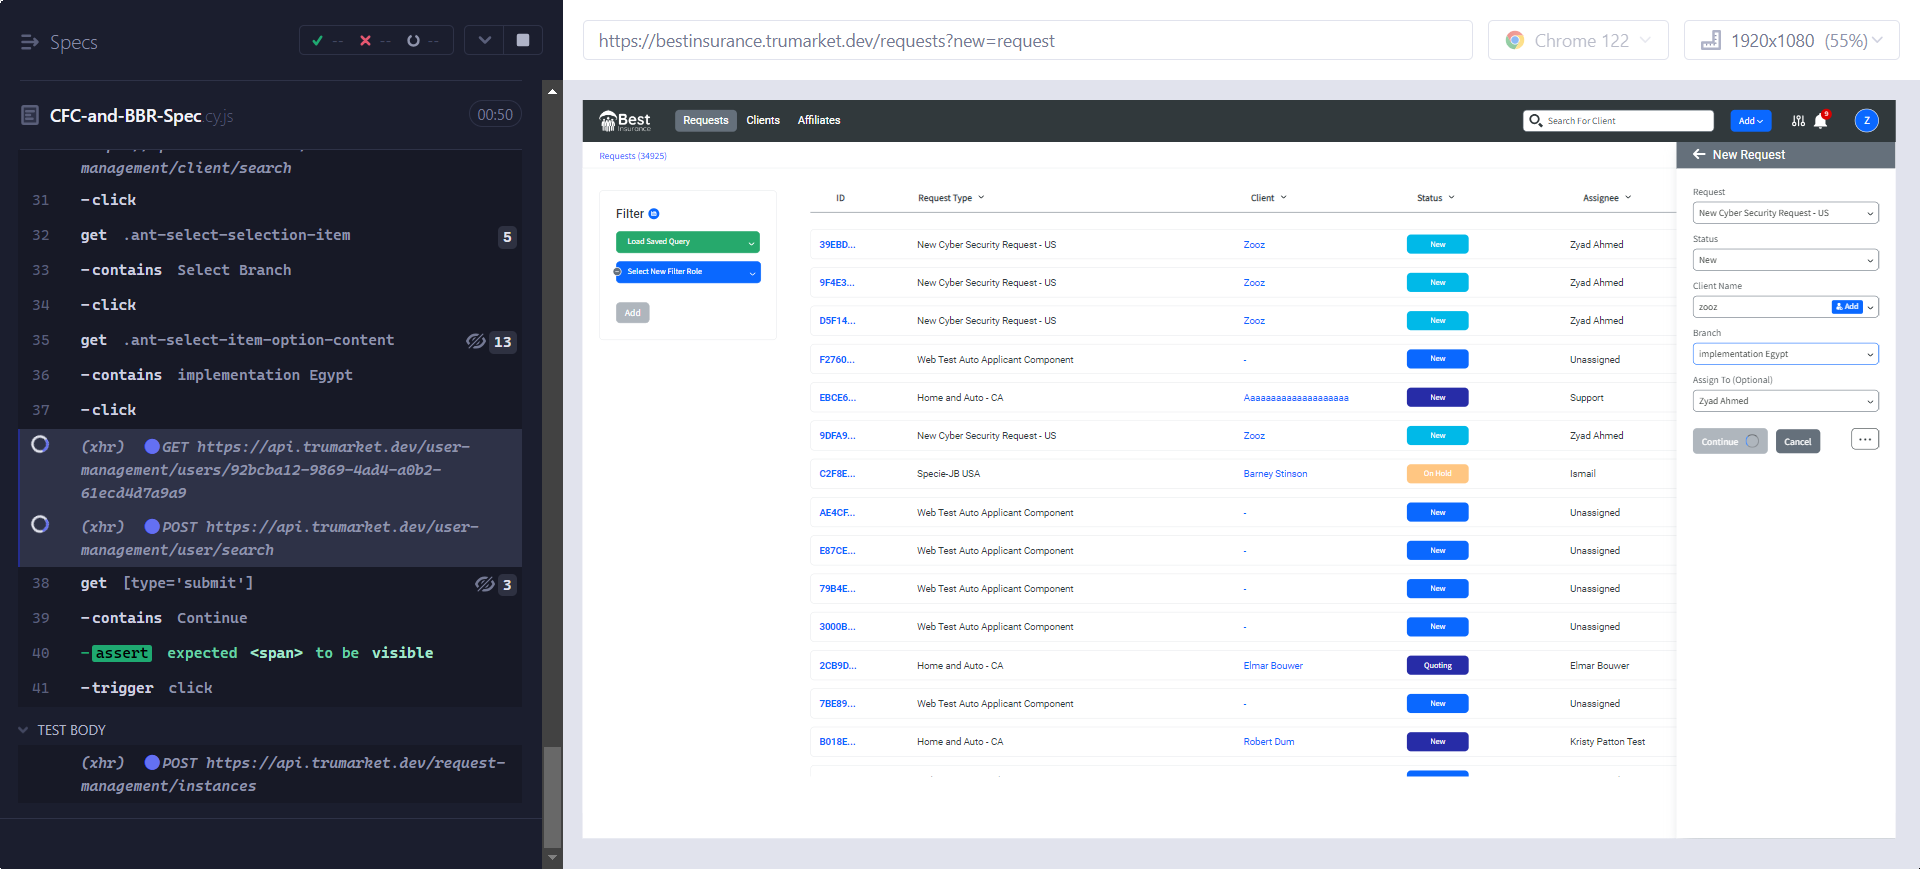 Specs
-- -- --
CFC-and-BBR-Spec.cy.js 00:50
management/client/search
31 -click
32 get .ant-select-selection-item 5
33 -contains Select Branch
34 -click
35 get .ant-select-item-option-content 13
36 -contains implementation Egypt
37 -click
(xhr) GET https://api.trumarket.dev/user-
management/users/92bcba12-9869-4ad4-a0b2-
61ecd4d7a9a9
(xhr) POST https://api.trumarket.dev/user-
management/user/search
38 get [type='submit'] 3
39 -contains Continue
40 -assert expected <span> to be visible
41 -trigger click
TEST BODY
(xhr) POST https://api.trumarket.dev/request-
management/instances
https://bestinsurance.trumarket.dev/requests?new=request
Chrome 122
1920x1080 (55%)
Best Insurance
Requests Clients Affiliates
Search For Client
Add
9
Z
Requests (34925)
Filter
Load Saved Query
Select New Filter Role
Add
ID Request Type Client Status Assignee
39EBD... New Cyber Security Request - US Zooz New Zyad Ahmed
9F4E3... New Cyber Security Request - US Zooz New Zyad Ahmed
D5F14... New Cyber Security Request - US Zooz New Zyad Ahmed
F2760... Web Test Auto Applicant Component - New Unassigned
EBCE6... Home and Auto - CA Aaaaaaaaaaaaaaaaaaaa New Support
9DFA9... New Cyber Security Request - US Zooz New Zyad Ahmed
C2F8E... Specie-JB USA Barney Stinson On Hold Ismail
AE4CF... Web Test Auto Applicant Component - New Unassigned
E87CE... Web Test Auto Applicant Component - New Unassigned
79B4E... Web Test Auto Applicant Component - New Unassigned
3000B... Web Test Auto Applicant Component - New Unassigned
2CB9D... Home and Auto - CA Elmar Bouwer Quoting Elmar Bouwer
7BE89... Web Test Auto Applicant Component - New Unassigned
B018E... Home and Auto - CA Robert Dum New Kristy Patton Test
New Request
Request
New Cyber Security Request - US
Status
New
Client Name
zooz Add
Branch
implementation Egypt
Assign To (Optional)
Zyad Ahmed
Continue Cancel ...